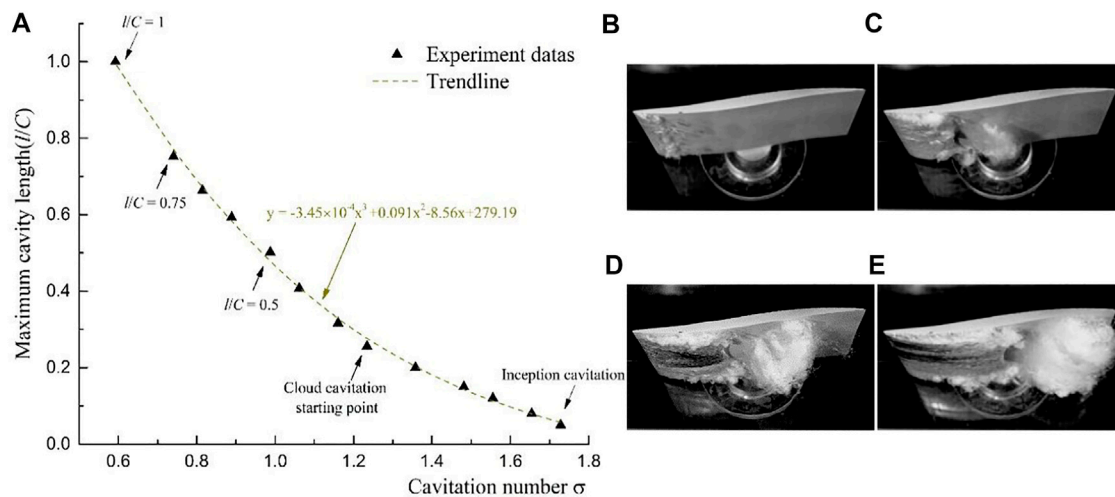 A
B
C
l/C = 1
▲ Experiment datas
Trendline
1.0
0.8
0.6
0.4
0.2
0.0
Maximum cavity length(l/C)
l/C = 0.75
y = -3.45×10⁻⁴x³+0.091x²-8.56x+279.19
l/C = 0.5
Cloud cavitation
starting point
Inception cavitation
0.6 0.8 1.0 1.2 1.4 1.6 1.8
Cavitation number σ
D
E